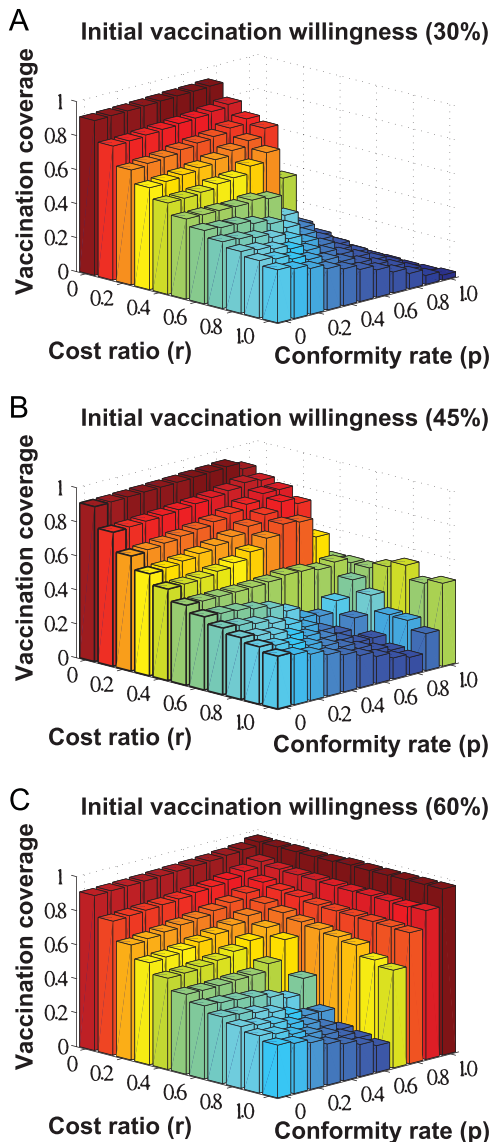 A
Initial vaccination willingness (30%)
Vaccination coverage
1
0.8
0.6
0.4
0.2
0
0 0.2 0.4 0.6 0.8 1.0
Cost ratio (r)
0 0.2 0.4 0.6 0.8 1.0
Conformity rate (p)
B
Initial vaccination willingness (45%)
Vaccination coverage
1
0.8
0.6
0.4
0.2
0
0 0.2 0.4 0.6 0.8 1.0
Cost ratio (r)
0 0.2 0.4 0.6 0.8 1.0
Conformity rate (p)
C
Initial vaccination willingness (60%)
Vaccination coverage
1
0.8
0.6
0.4
0.2
0
0 0.2 0.4 0.6 0.8 1.0
Cost ratio (r)
0 0.2 0.4 0.6 0.8 1.0
Conformity rate (p)